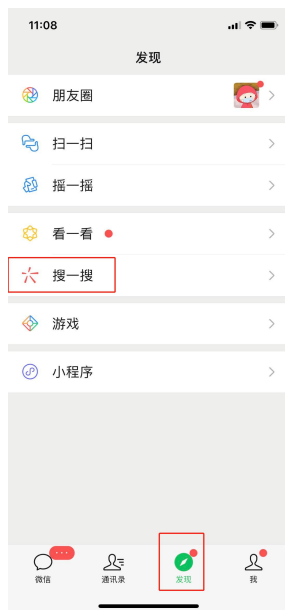 11:08
发现
朋友圈
扫一扫
摇一摇
看一看
搜一搜
游戏
小程序
微信
通讯录
发现
我